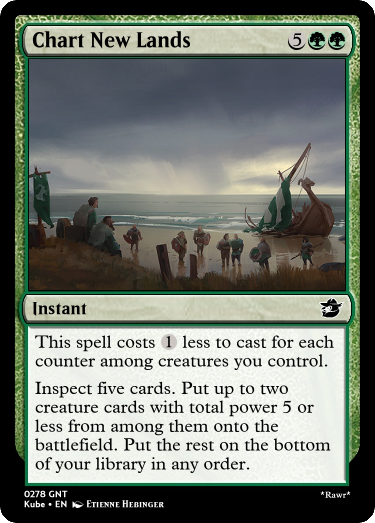 Chart New Lands 5
Instant
This spell costs 1 less to cast for each
counter among creatures you control.
Inspect five cards. Put up to two
creature cards with total power 5 or
less from among them onto the
battlefield. Put the rest on the bottom
of your library in any order.
0278 GNT
Kube • EN Etienne Hebinger
*Rawr*